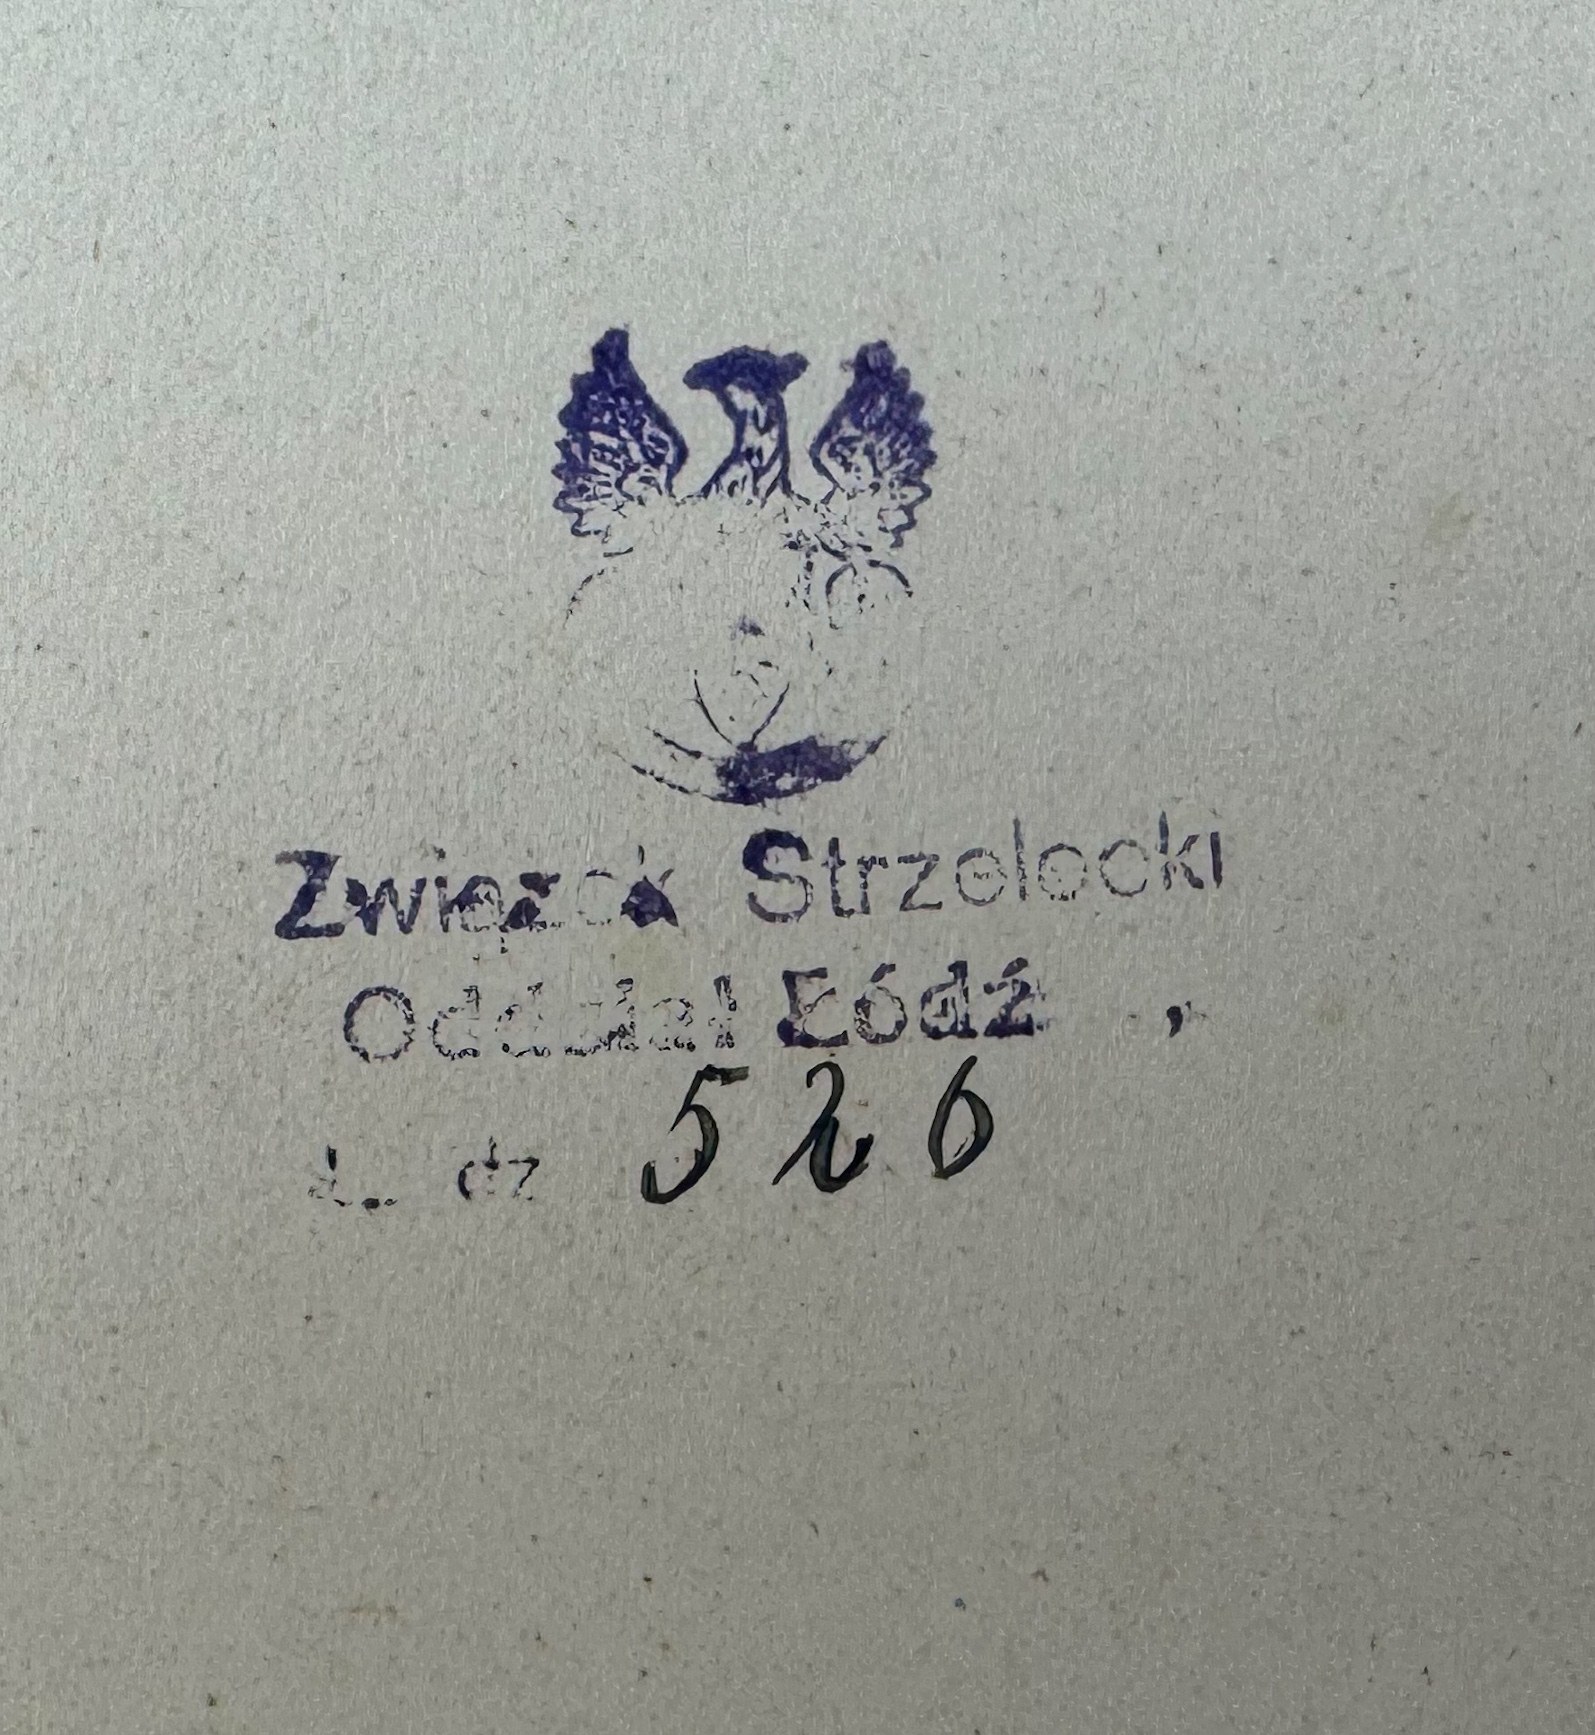 Związek Strzelecki
Oddział Łódź ,
L. dz 526